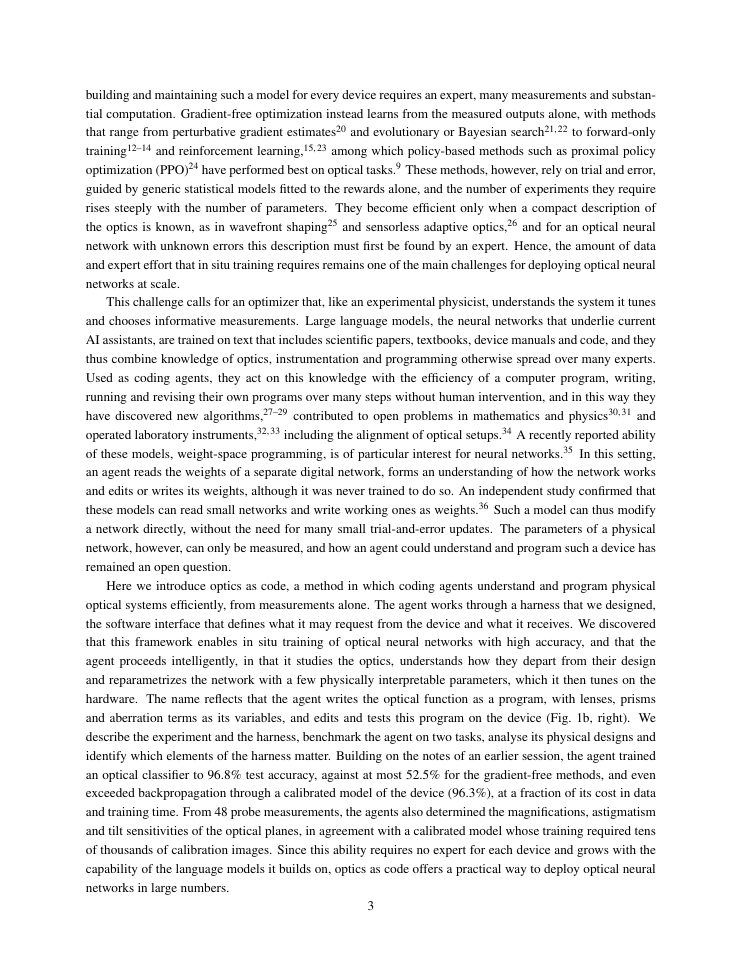 building and maintaining such a model for every device requires an expert, many measurements and substan-
tial computation. Gradient-free optimization instead learns from the measured outputs alone, with methods
that range from perturbative gradient estimates20 and evolutionary or Bayesian search21,22 to forward-only
training12–14 and reinforcement learning,15,23 among which policy-based methods such as proximal policy
optimization (PPO)24 have performed best on optical tasks.9 These methods, however, rely on trial and error,
guided by generic statistical models fitted to the rewards alone, and the number of experiments they require
rises steeply with the number of parameters. They become efficient only when a compact description of
the optics is known, as in wavefront shaping25 and sensorless adaptive optics,26 and for an optical neural
network with unknown errors this description must first be found by an expert. Hence, the amount of data
and expert effort that in situ training requires remains one of the main challenges for deploying optical neural
networks at scale.
This challenge calls for an optimizer that, like an experimental physicist, understands the system it tunes
and chooses informative measurements. Large language models, the neural networks that underlie current
AI assistants, are trained on text that includes scientific papers, textbooks, device manuals and code, and they
thus combine knowledge of optics, instrumentation and programming otherwise spread over many experts.
Used as coding agents, they act on this knowledge with the efficiency of a computer program, writing,
running and revising their own programs over many steps without human intervention, and in this way they
have discovered new algorithms,27–29 contributed to open problems in mathematics and physics30,31 and
operated laboratory instruments,32,33 including the alignment of optical setups.34 A recently reported ability
of these models, weight-space programming, is of particular interest for neural networks.35 In this setting,
an agent reads the weights of a separate digital network, forms an understanding of how the network works
and edits or writes its weights, although it was never trained to do so. An independent study confirmed that
these models can read small networks and write working ones as weights.36 Such a model can thus modify
a network directly, without the need for many small trial-and-error updates. The parameters of a physical
network, however, can only be measured, and how an agent could understand and program such a device has
remained an open question.
Here we introduce optics as code, a method in which coding agents understand and program physical
optical systems efficiently, from measurements alone. The agent works through a harness that we designed,
the software interface that defines what it may request from the device and what it receives. We discovered
that this framework enables in situ training of optical neural networks with high accuracy, and that the
agent proceeds intelligently, in that it studies the optics, understands how they depart from their design
and reparametrizes the network with a few physically interpretable parameters, which it then tunes on the
hardware. The name reflects that the agent writes the optical function as a program, with lenses, prisms
and aberration terms as its variables, and edits and tests this program on the device (Fig. 1b, right). We
describe the experiment and the harness, benchmark the agent on two tasks, analyse its physical designs and
identify which elements of the harness matter. Building on the notes of an earlier session, the agent trained
an optical classifier to 96.8% test accuracy, against at most 52.5% for the gradient-free methods, and even
exceeded backpropagation through a calibrated model of the device (96.3%), at a fraction of its cost in data
and training time. From 48 probe measurements, the agents also determined the magnifications, astigmatism
and tilt sensitivities of the optical planes, in agreement with a calibrated model whose training required tens
of thousands of calibration images. Since this ability requires no expert for each device and grows with the
capability of the language models it builds on, optics as code offers a practical way to deploy optical neural
networks in large numbers.
3